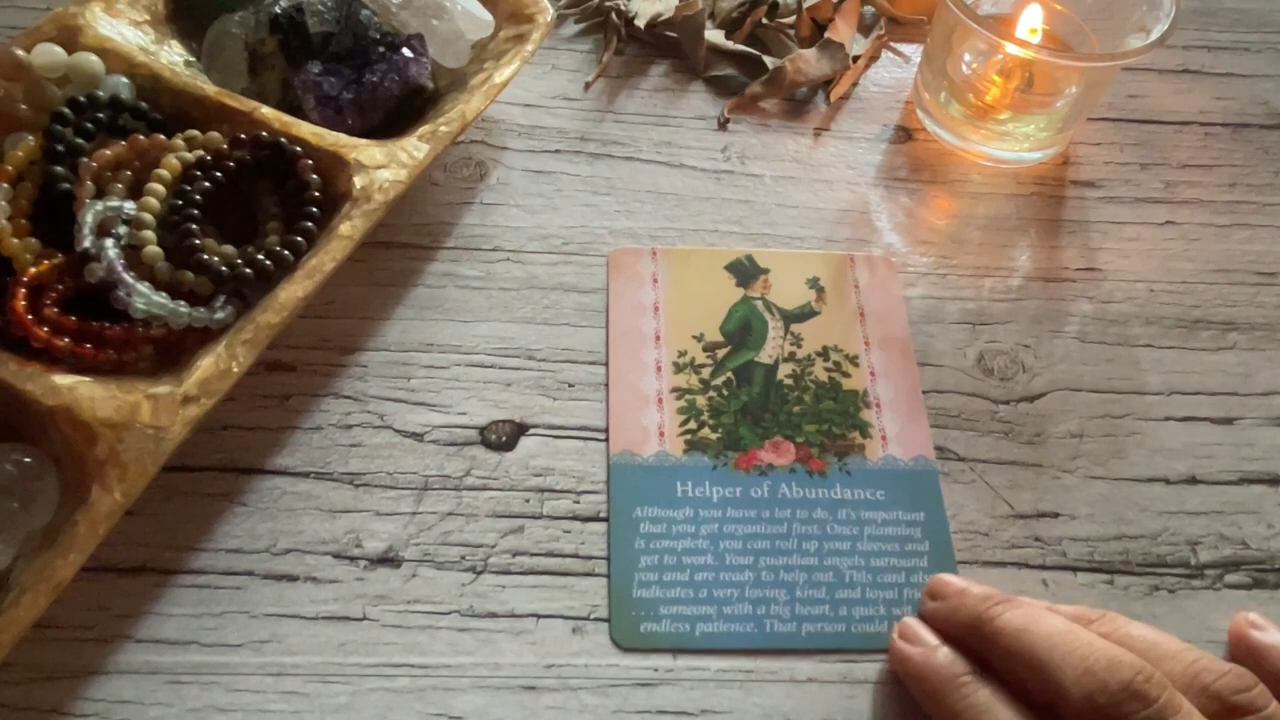 Helper of Abundance
Although you have a lot to do, it's important
that you get organized first. Once planning
is complete, you can roll up your sleeves and
get to work. Your guardian angels surround
you and are ready to help out. This card als
indicates a very loving, kind, and loyal fri
. . . someone with a big heart, a quick wit
endless patience. That person could